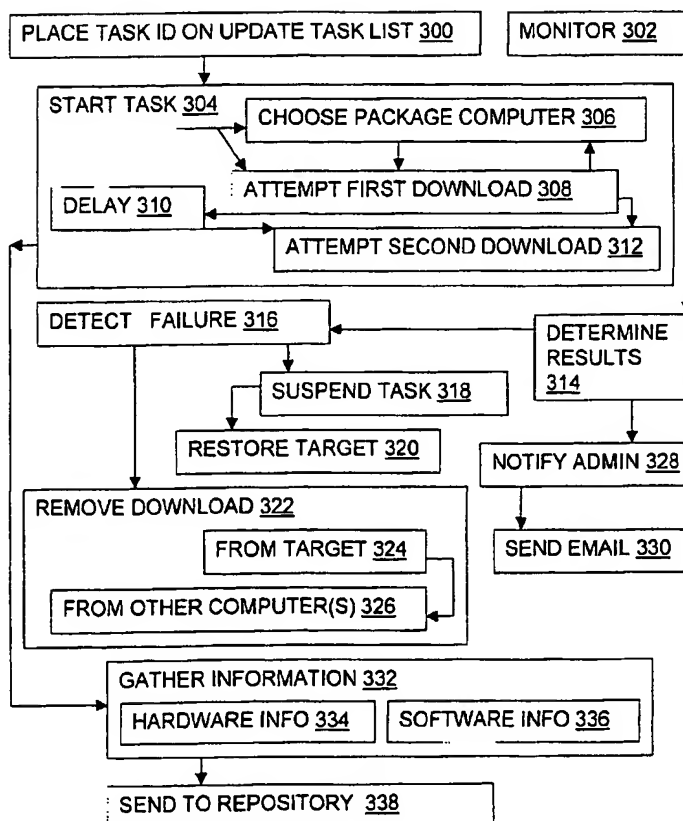 PLACE TASK ID ON UPDATE TASK LIST 300
MONITOR 302
START TASK 304
CHOOSE PACKAGE COMPUTER 306
ATTEMPT FIRST DOWNLOAD 308
DELAY 310
ATTEMPT SECOND DOWNLOAD 312
DETECT FAILURE 316
DETERMINE
RESULTS
314
SUSPEND TASK 318
RESTORE TARGET 320
NOTIFY ADMIN 328
REMOVE DOWNLOAD 322
FROM TARGET 324
SEND EMAIL 330
FROM OTHER COMPUTER(S) 326
GATHER INFORMATION 332
HARDWARE INFO 334
SOFTWARE INFO 336
SEND TO REPOSITORY 338